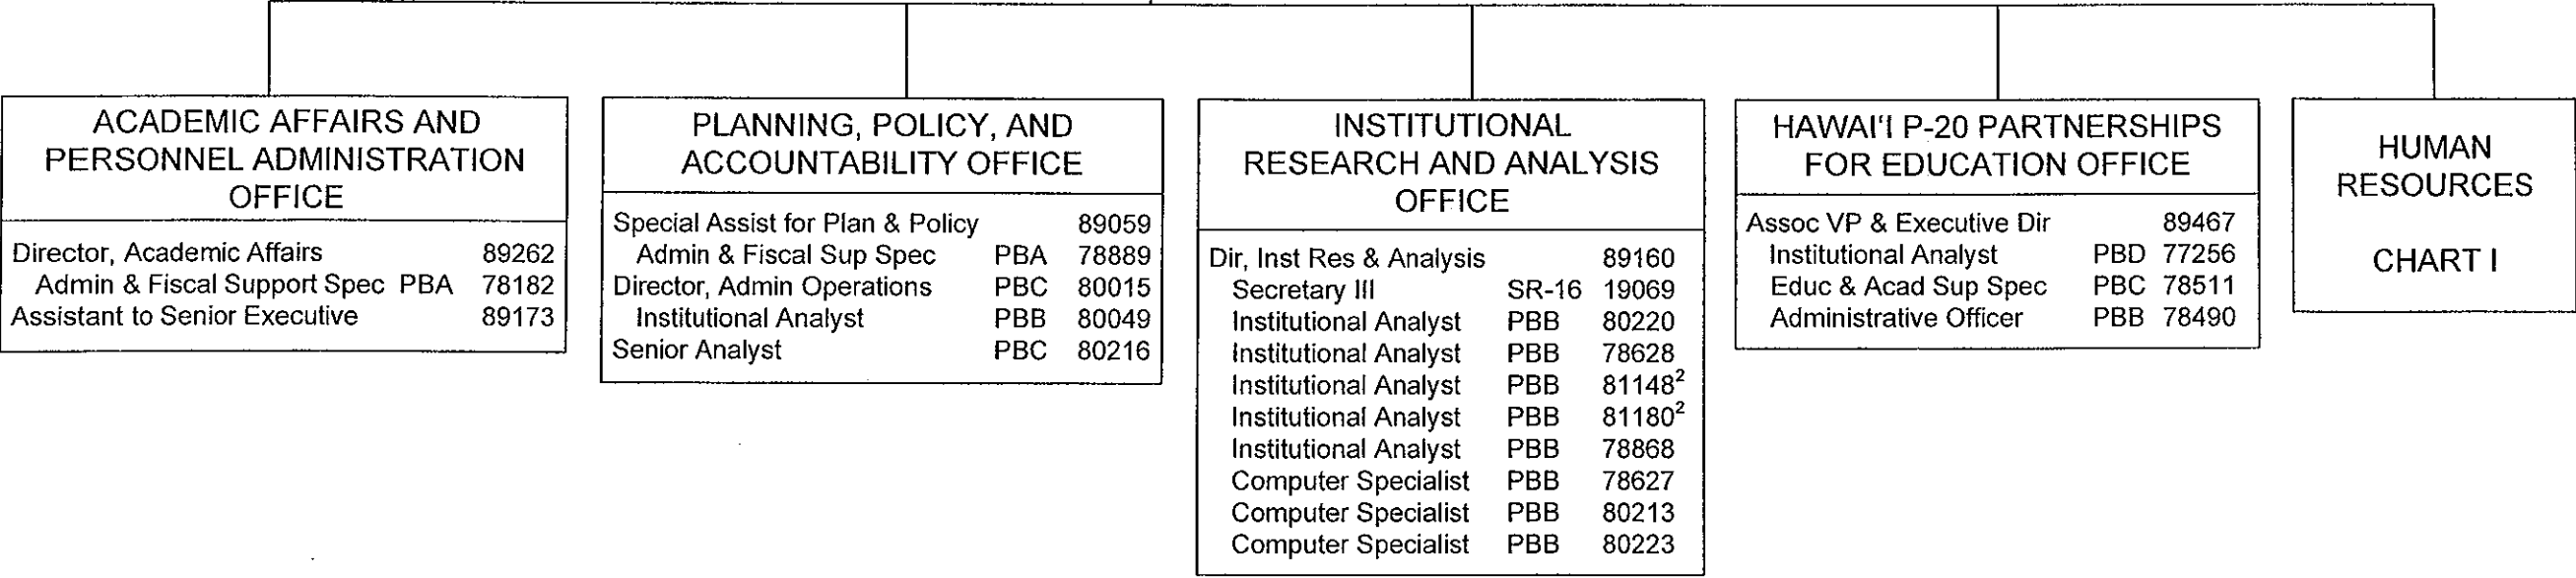 ACADEMIC AFFAIRS AND
PERSONNEL ADMINISTRATION
OFFICE
Director, Academic Affairs 89262
Admin & Fiscal Support Spec PBA 78182
Assistant to Senior Executive 89173
PLANNING, POLICY, AND
ACCOUNTABILITY OFFICE
Special Assist for Plan & Policy 89059
Admin & Fiscal Sup Spec PBA 78889
Director, Admin Operations PBC 80015
Institutional Analyst PBB 80049
Senior Analyst PBC 80216
INSTITUTIONAL
RESEARCH AND ANALYSIS
OFFICE
Dir, Inst Res & Analysis 89160
Secretary III SR-16 19069
Institutional Analyst PBB 80220
Institutional Analyst PBB 78628
Institutional Analyst PBB 81148²
Institutional Analyst PBB 81180²
Institutional Analyst PBB 78868
Computer Specialist PBB 78627
Computer Specialist PBB 80213
Computer Specialist PBB 80223
HAWAI'I P-20 PARTNERSHIPS
FOR EDUCATION OFFICE
Assoc VP & Executive Dir 89467
Institutional Analyst PBD 77256
Educ & Acad Sup Spec PBC 78511
Administrative Officer PBB 78490
HUMAN
RESOURCES
CHART I